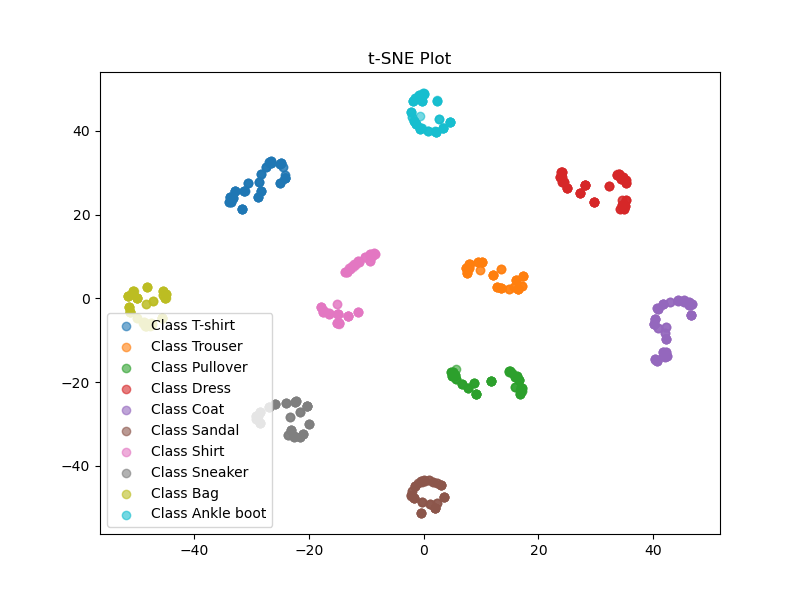 t-SNE Plot
40
20
0
−20
−40
Class T-shirt
Class Trouser
Class Pullover
Class Dress
Class Coat
Class Sandal
Class Shirt
Class Sneaker
Class Bag
Class Ankle boot
−40 −20 0 20 40